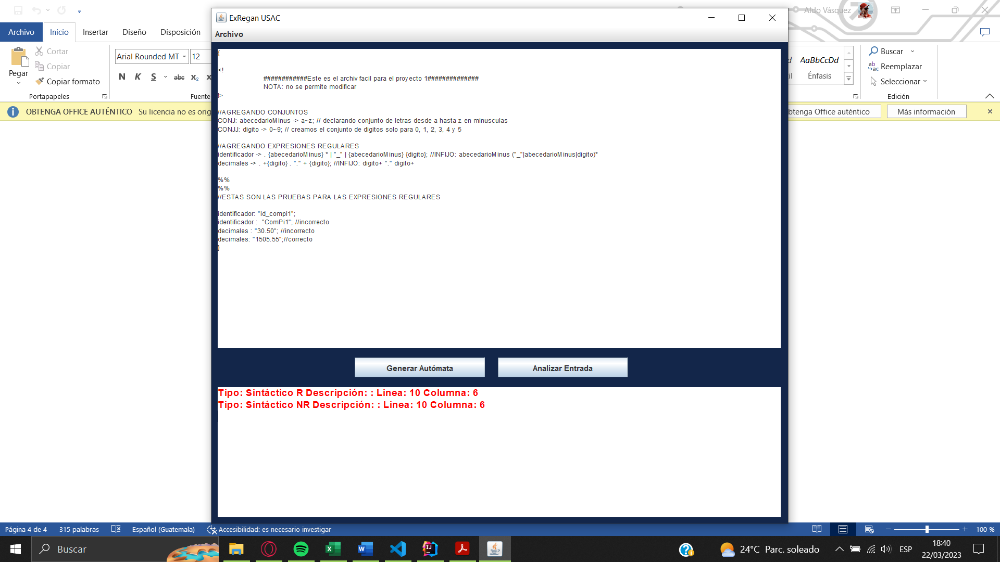 Aldo Vásquez
ExRegan USAC
Archivo
Archivo Inicio Insertar Diseño Disposición
Cortar
Copiar
Copiar formato
Pegar
Portapapeles
Arial Rounded MT 12
N K S abc x₂ x
Fuente
AaBbCcDd
Énfasis
Buscar
Reemplazar
Seleccionar
Edición
OBTENGA OFFICE AUTÉNTICO Su licencia no es orig
btenga Office auténtico Más información
{
<!
############Este es el archiv facil para el proyecto 1##############
NOTA: no se permite modificar
!>
//AGREGANDO CONJUNTOS
CONJ: abecedarioMinus -> a~z; // declarando conjunto de letras desde a hasta z en minusculas
CONJJ: digito -> 0~9; // creamos el conjunto de digitos solo para 0, 1, 2, 3, 4 y 5
//AGREGANDO EXPRESIONES REGULARES
identificador -> . {abecedarioMinus} * | "_" | {abecedarioMinus} {digito}; //INFIJO: abecedarioMinus ("_"|abecedarioMinus|digito)*
decimales -> . +{digito} . "." + {digito}; //INFIJO: digito+ "." digito+
%%
%%
//ESTAS SON LAS PRUEBAS PARA LAS EXPRESIONES REGULARES
identificador: "id_compi1";
identificador : "ComPi1"; //incorrecto
decimales : "30.50"; //incorrecto
decimales: "1505.55";//correcto
}
Generar Autómata Analizar Entrada
Tipo: Sintáctico R Descripción: : Linea: 10 Columna: 6
Tipo: Sintáctico NR Descripción: : Linea: 10 Columna: 6
Página 4 de 4 315 palabras Español (Guatemala) Accesibilidad: es necesario investigar 100 %
Buscar
24°C Parc. soleado ESP
18:40
22/03/2023